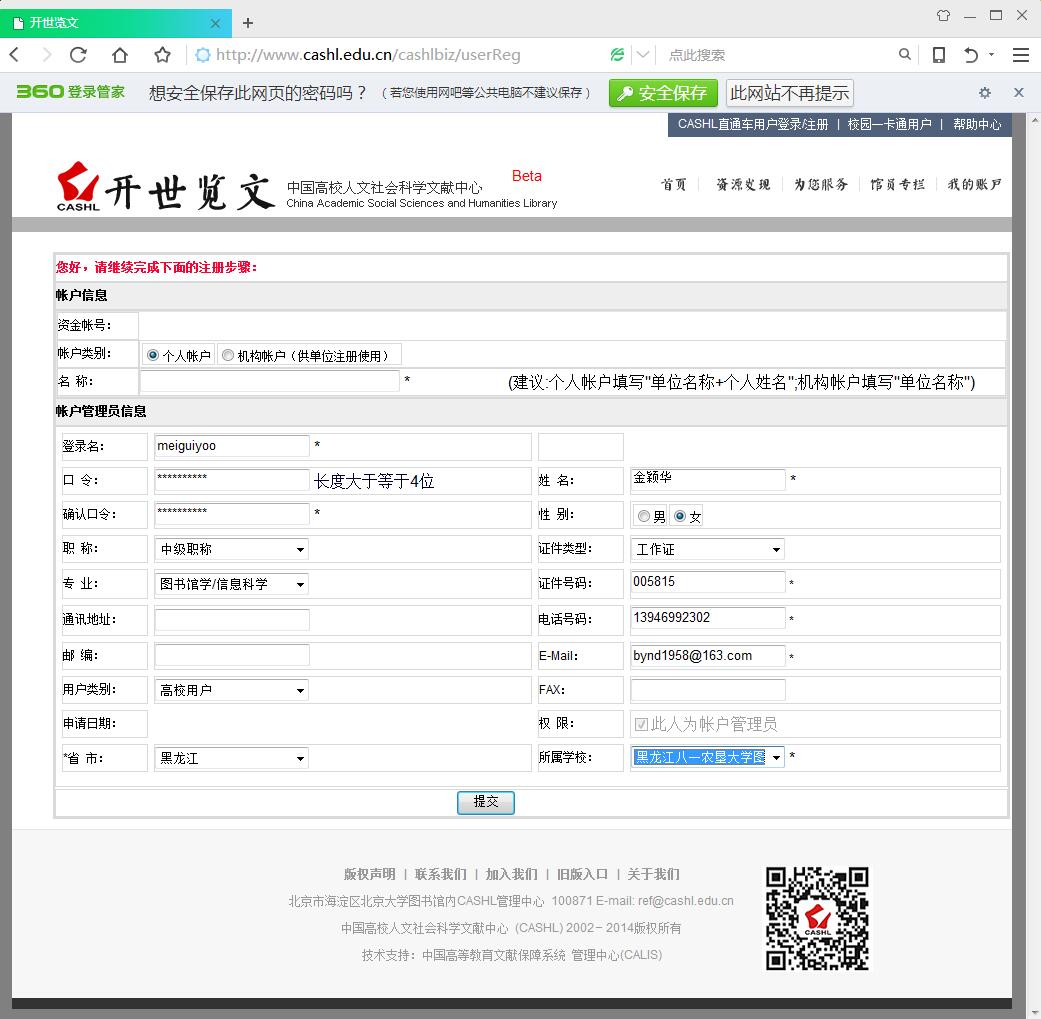 开世览文
http://www.cashl.edu.cn/cashlbiz/userReg 点此搜索
360登录管家 想安全保存此网页的密码吗？（若您使用网吧等公共电脑不建议保存） 安全保存 此网站不再提示
CASHL直通车用户登录/注册 | 校园一卡通用户 | 帮助中心
CASHL 开世览文 中国高校人文社会科学文献中心 Beta
China Academic Social Sciences and Humanities Library
首页 资源发现 为您服务 馆员专栏 我的账户
您好，请继续完成下面的注册步骤：
帐户信息
资金帐号：
帐户类别： 个人帐户 机构帐户（供单位注册使用）
名 称： * (建议:个人帐户填写"单位名称+个人姓名";机构帐户填写"单位名称")
帐户管理员信息
登录名： meiguiyoo *
口 令： ********** 长度大于等于4位 姓 名： 金颖华 *
确认口令： ********** * 性 别： 男 女
职 称： 中级职称 证件类型： 工作证
专 业： 图书馆学/信息科学 证件号码： 005815 *
通讯地址： 电话号码： 13946992302 *
邮 编： E-Mail： bynd1958@163.com *
用户类别： 高校用户 FAX：
申请日期： 权 限： 此人为帐户管理员
*省 市： 黑龙江 所属学校： 黑龙江八一农垦大学图 *
提交
版权声明 | 联系我们 | 加入我们 | 旧版入口 | 关于我们
北京市海淀区北京大学图书馆内CASHL管理中心 100871 E-mail: ref@cashl.edu.cn
中国高校人文社会科学文献中心 (CASHL) 2002－2014版权所有
技术支持：中国高等教育文献保障系统 管理中心(CALIS)
CASHL